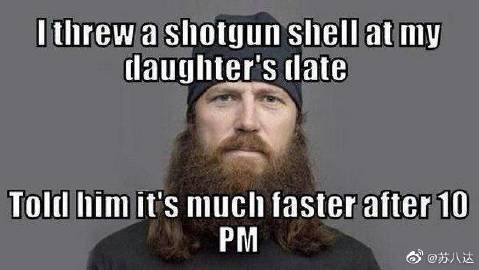 I threw a shotgun shell at my
daughter's date
Told him it's much faster after 10
PM
@苏八达